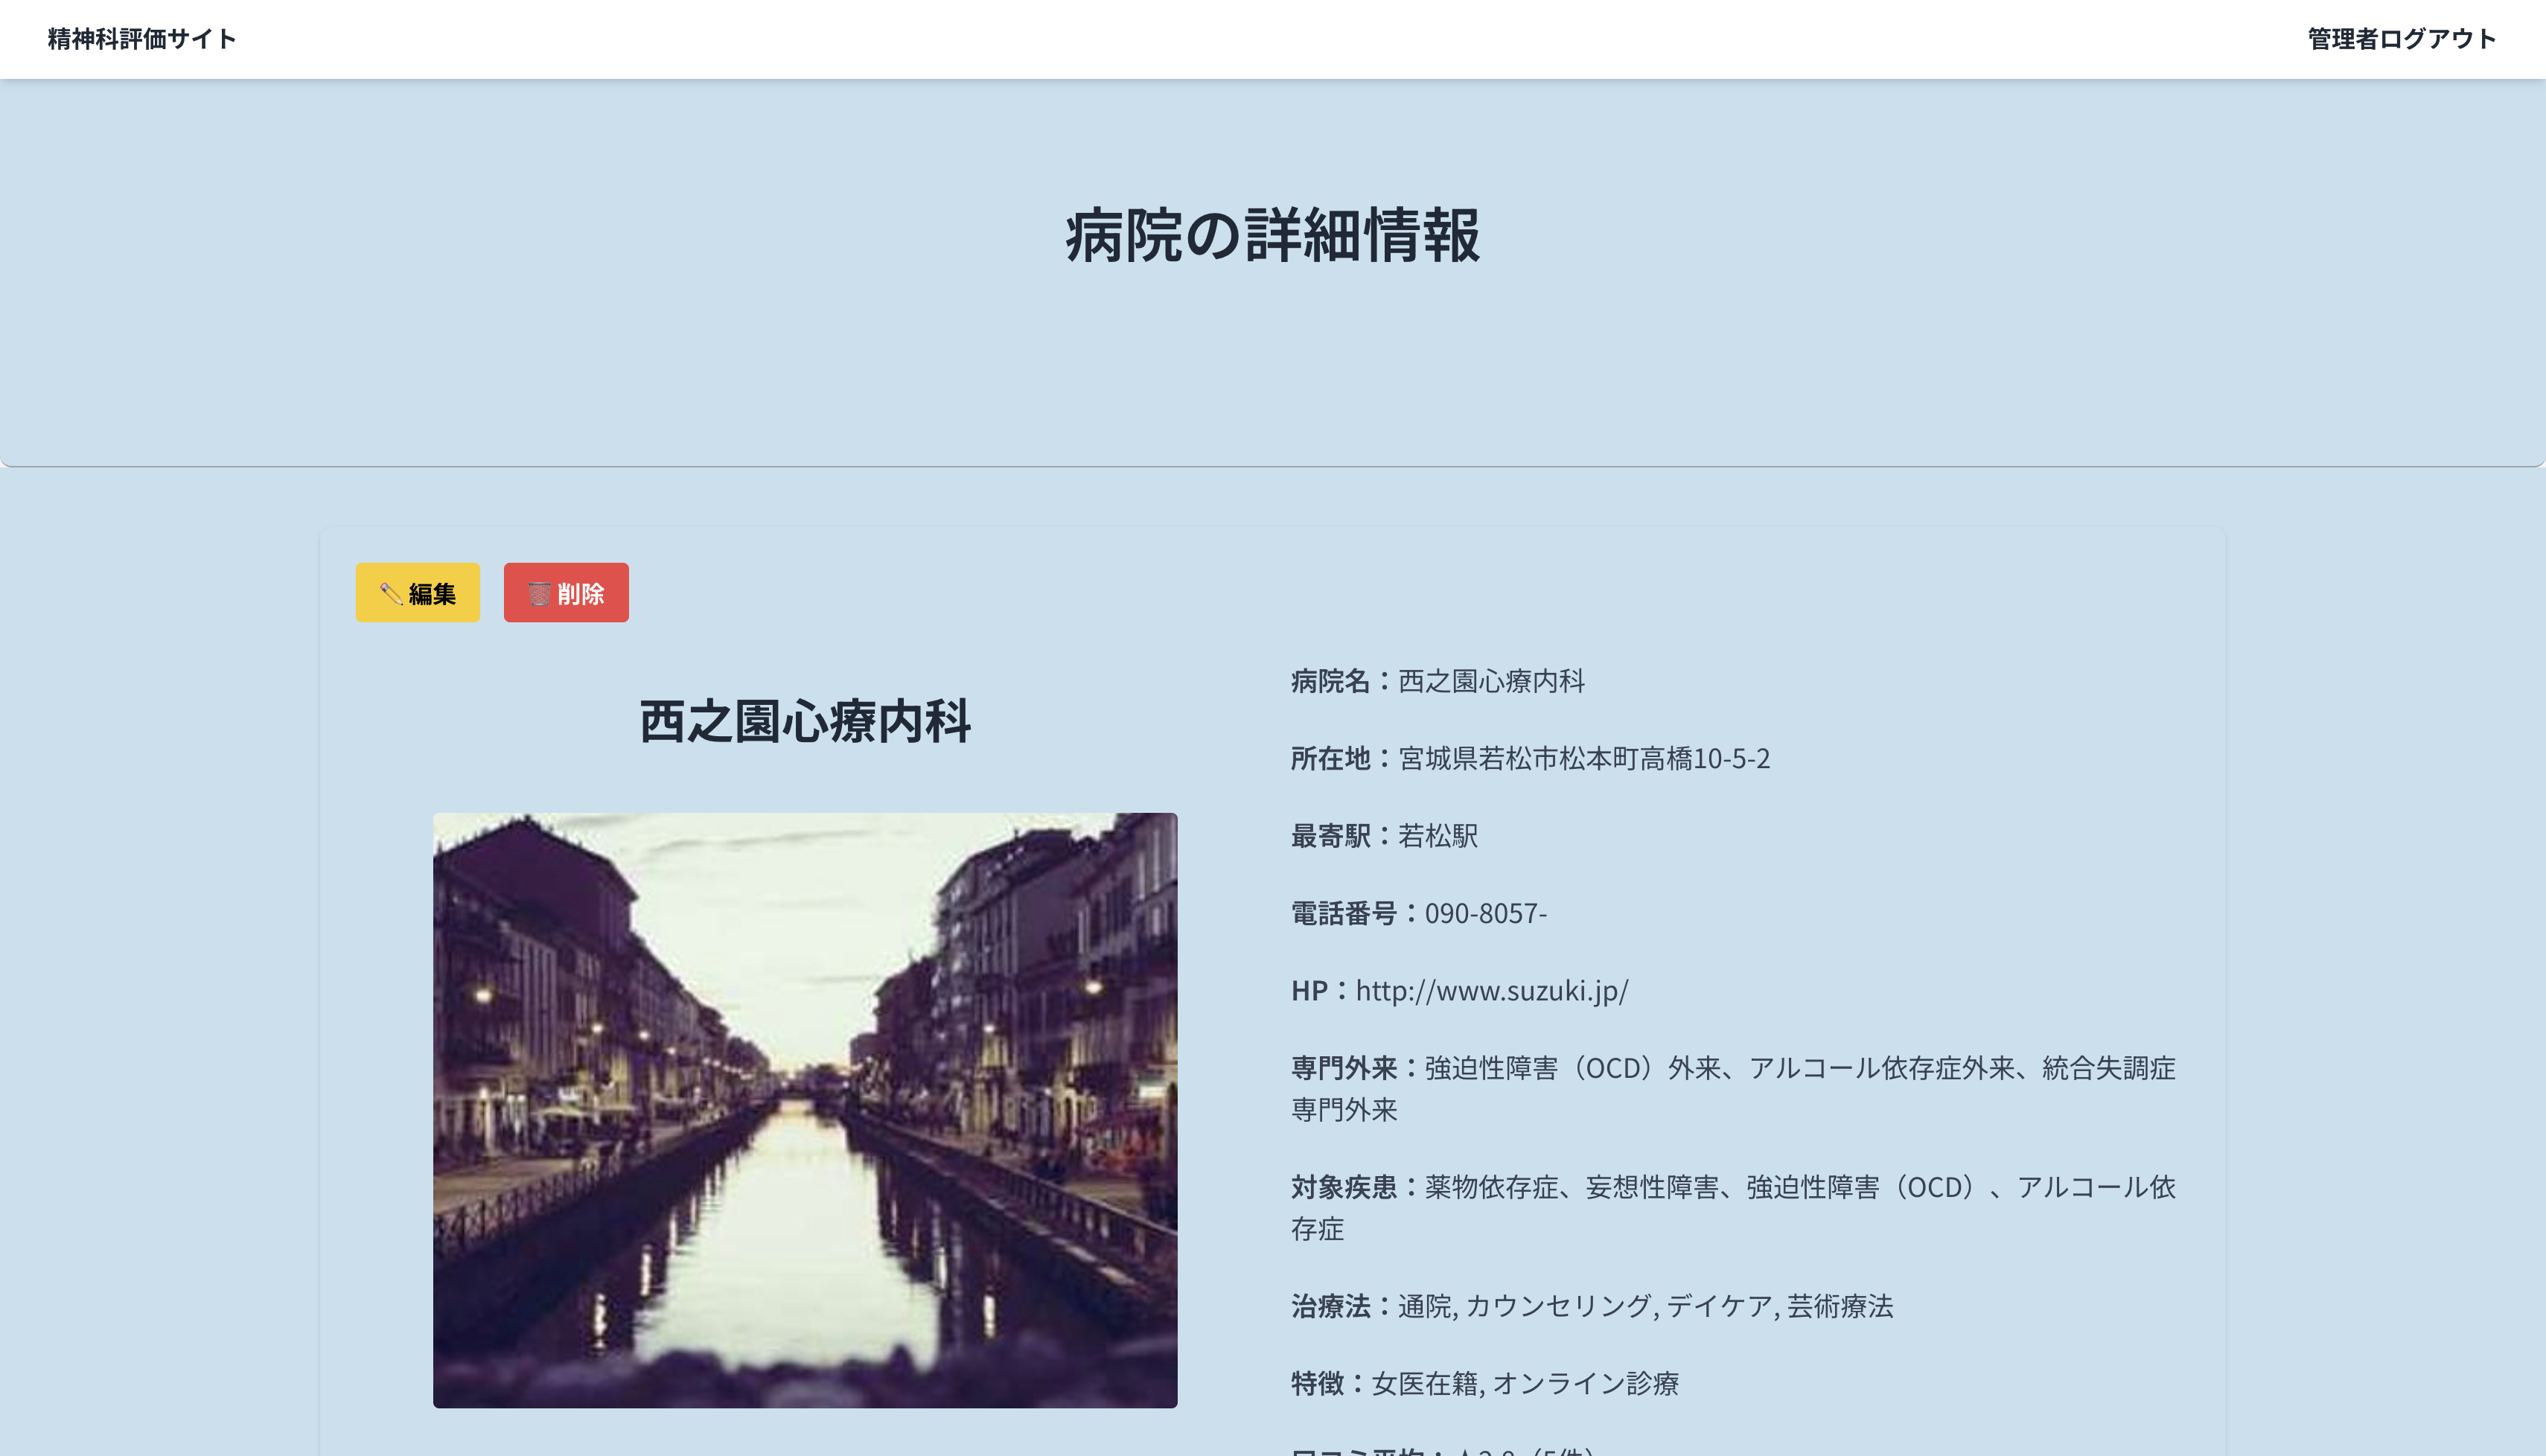 精神科評価サイト
管理者ログアウト
病院の詳細情報
編集
削除
西之園心療内科
病院名：西之園心療内科
所在地：宮城県若松市松本町高橋10-5-2
最寄駅：若松駅
電話番号：090-8057-
HP：http://www.suzuki.jp/
専門外来：強迫性障害（OCD）外来、アルコール依存症外来、統合失調症
専門外来
対象疾患：薬物依存症、妄想性障害、強迫性障害（OCD）、アルコール依
存症
治療法：通院, カウンセリング, デイケア, 芸術療法
特徴：女医在籍, オンライン診療